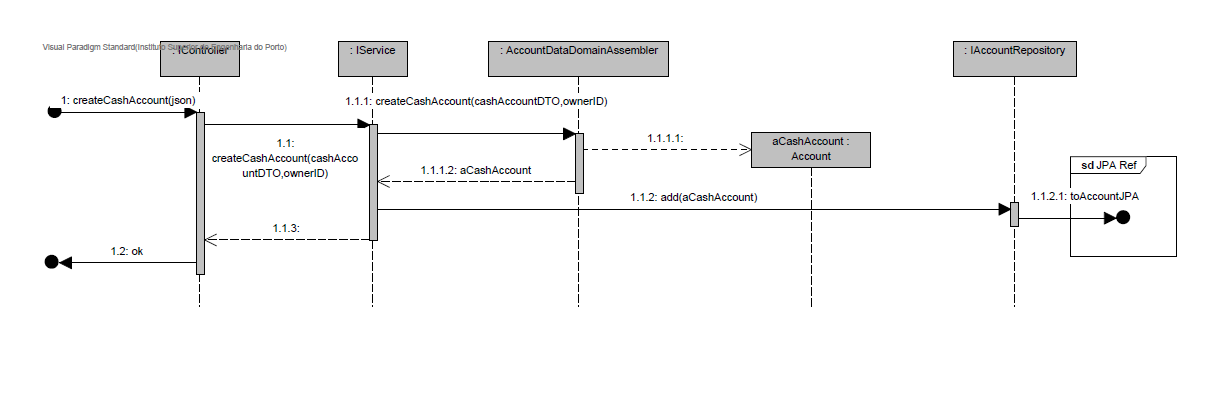 Visual Paradigm Standard(Instituto Superior de Engenharia do Porto)
: IController
: IService
: AccountDataDomainAssembler
: IAccountRepository
1: createCashAccount(json)
1.1.1: createCashAccount(cashAccountDTO,ownerID)
1.1:
createCashAccount(cashAcco
untDTO,ownerID)
1.1.1.1:
aCashAccount :
Account
1.1.1.2: aCashAccount
sd JPA Ref
1.1.2: add(aCashAccount)
1.1.2.1: toAccountJPA
1.1.3:
1.2: ok